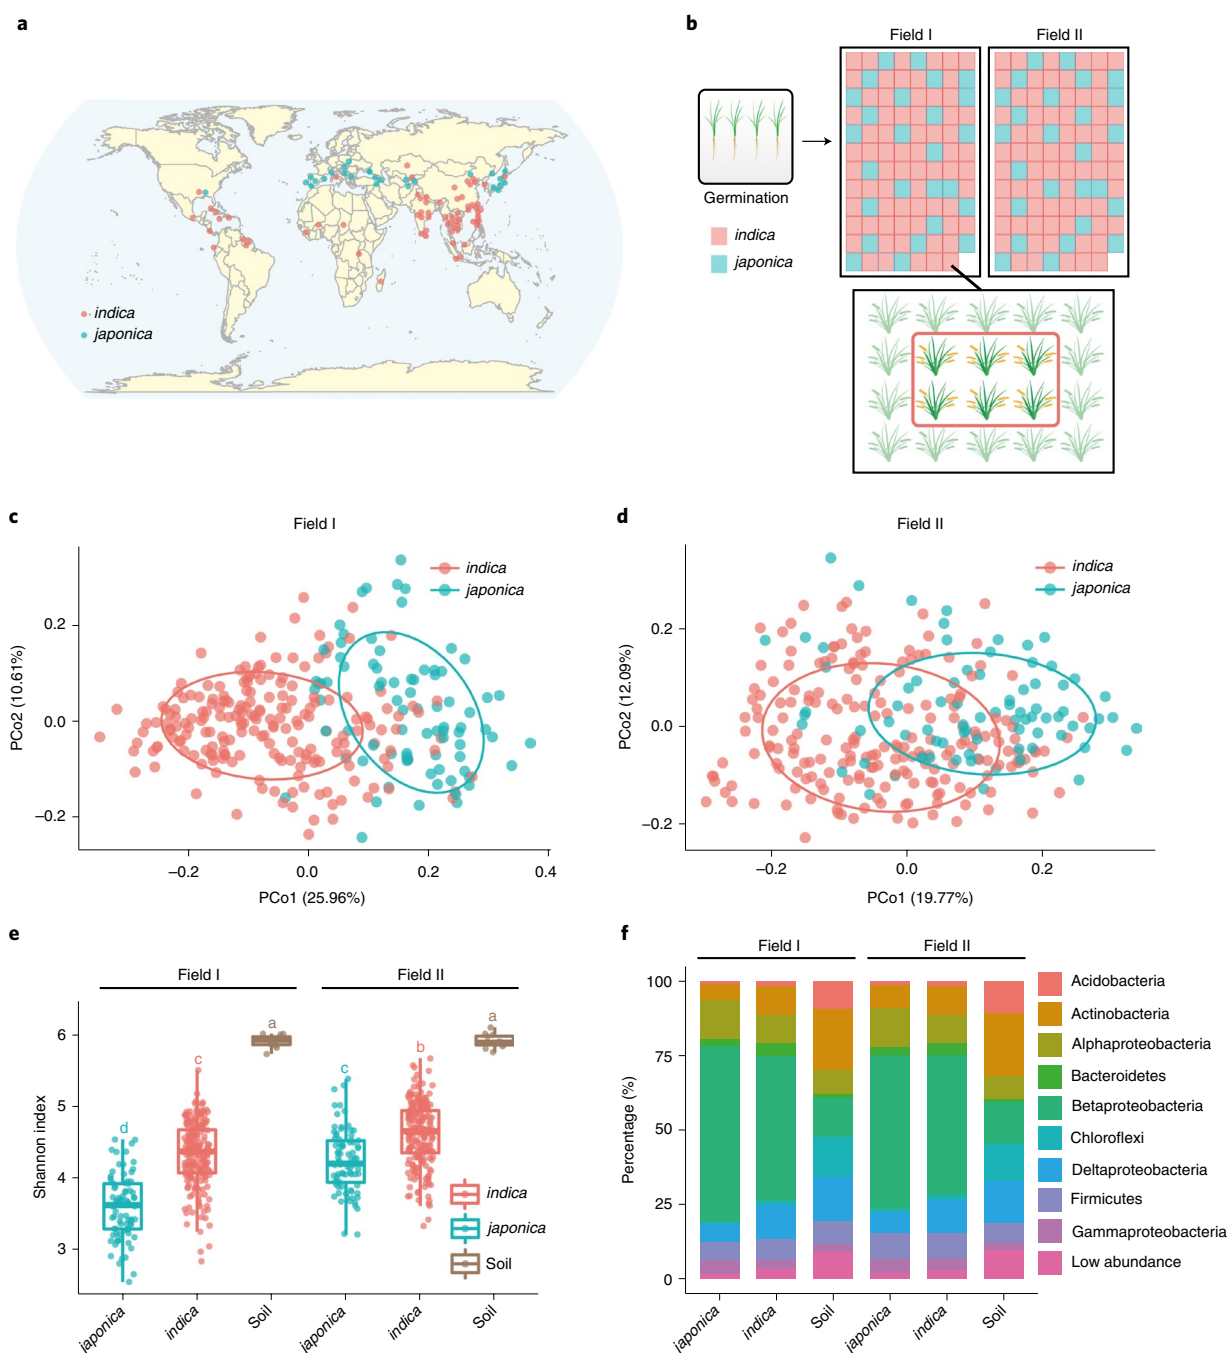 a
indica
japonica
b
Field I
Field II
Germination
indica
japonica
c
Field I
indica
japonica
PCo2 (10.61%)
0.2
0.0
–0.2
–0.2
0.0
0.2
0.4
PCo1 (25.96%)
d
Field II
indica
japonica
PCo2 (12.09%)
0.2
0.0
–0.2
–0.2
0.0
0.2
PCo1 (19.77%)
e
Field I
Field II
Shannon index
6
5
4
3
d
c
a
c
b
a
indica
japonica
Soil
japonica
indica
Soil
japonica
indica
Soil
f
Field I
Field II
Percentage (%)
100
75
50
25
0
japonica
indica
Soil
japonica
indica
Soil
Acidobacteria
Actinobacteria
Alphaproteobacteria
Bacteroidetes
Betaproteobacteria
Chloroflexi
Deltaproteobacteria
Firmicutes
Gammaproteobacteria
Low abundance